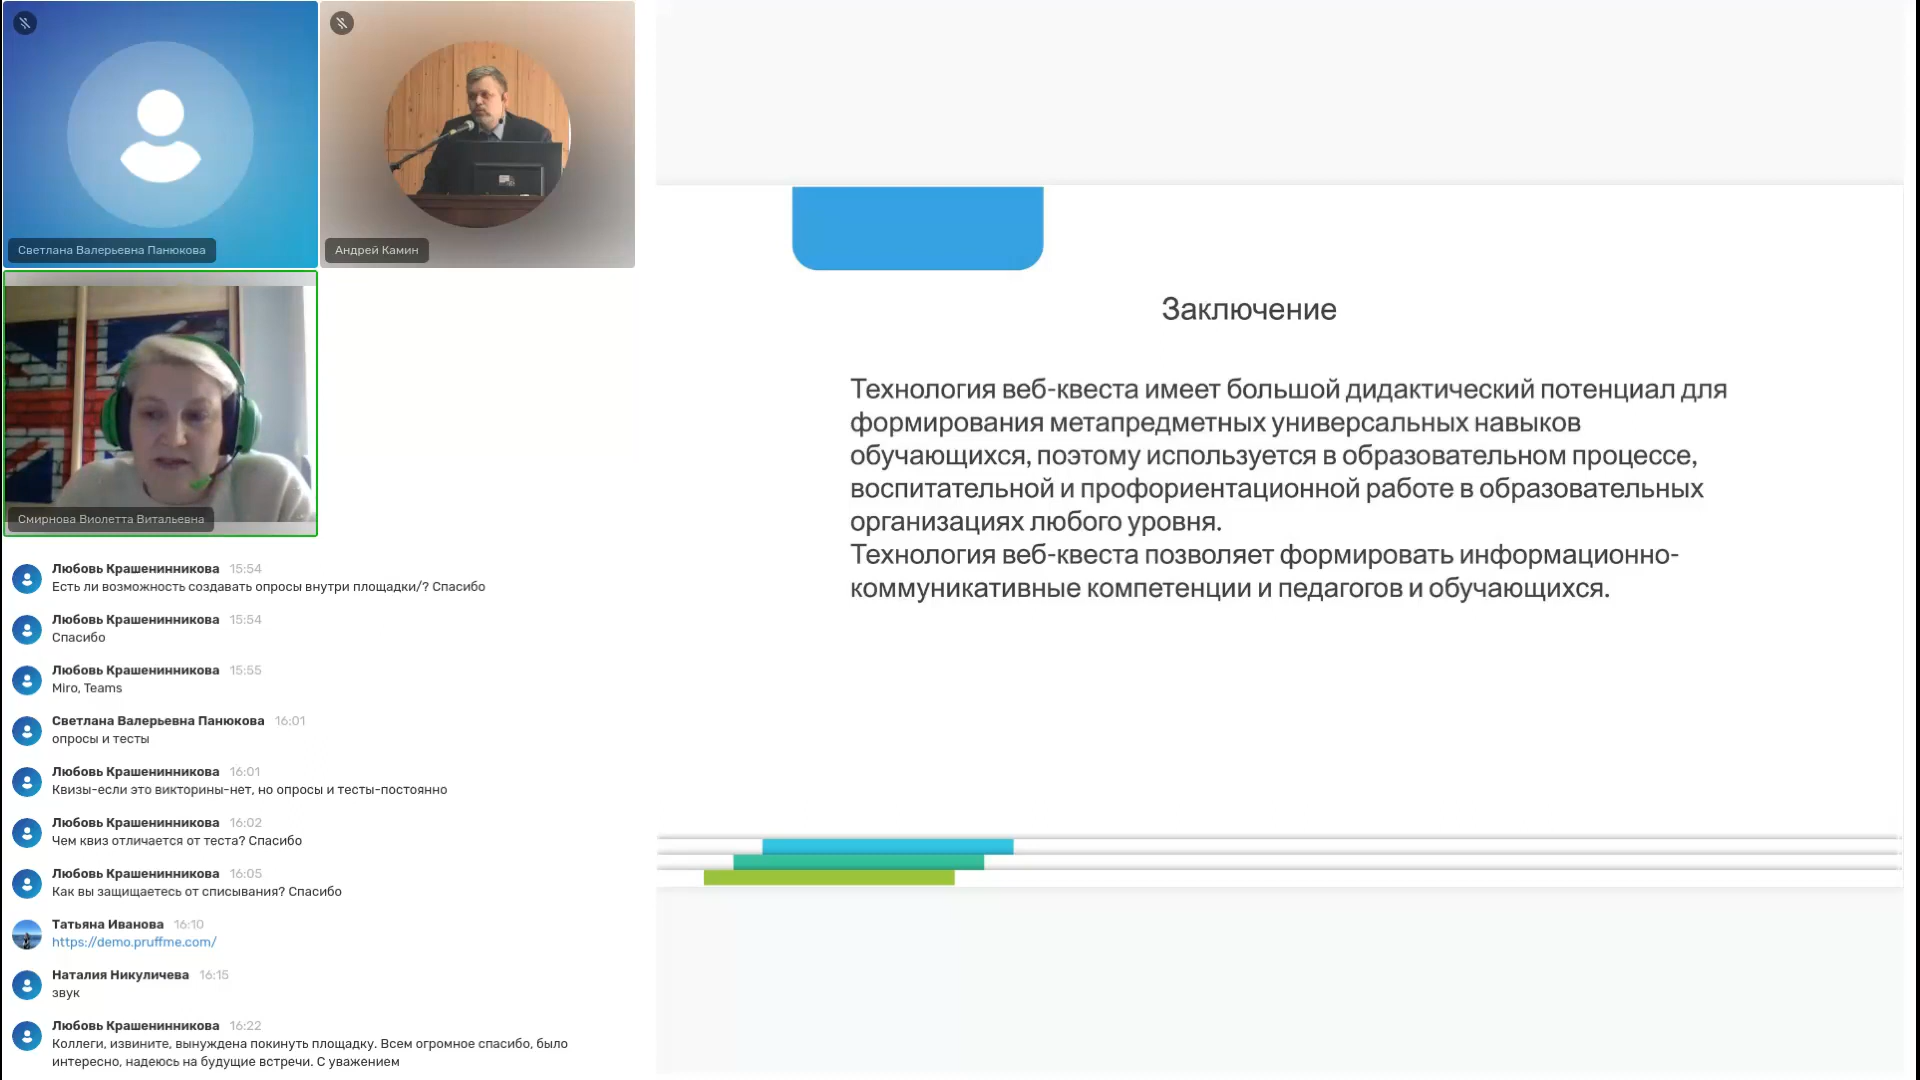 Светлана Валерьевна Панюкова
Андрей Камин
Смирнова Виолетта Витальевна
Любовь Крашенинникова 15:54
Есть ли возможность создавать опросы внутри площадки/? Спасибо
Любовь Крашенинникова 15:54
Спасибо
Любовь Крашенинникова 15:55
Miro, Teams
Светлана Валерьевна Панюкова 16:01
опросы и тесты
Любовь Крашенинникова 16:01
Квизы-если это викторины-нет, но опросы и тесты-постоянно
Любовь Крашенинникова 16:02
Чем квиз отличается от теста? Спасибо
Любовь Крашенинникова 16:05
Как вы защищаетесь от списывания? Спасибо
Татьяна Иванова 16:10
https://demo.pruffme.com/
Наталия Никуличева 16:15
звук
Любовь Крашенинникова 16:22
Коллеги, извините, вынуждена покинуть площадку. Всем огромное спасибо, было
интересно, надеюсь на будущие встречи. С уважением
Заключение
Технология веб-квеста имеет большой дидактический потенциал для
формирования метапредметных универсальных навыков
обучающихся, поэтому используется в образовательном процессе,
воспитательной и профориентационной работе в образовательных
организациях любого уровня.
Технология веб-квеста позволяет формировать информационно-
коммуникативные компетенции и педагогов и обучающихся.